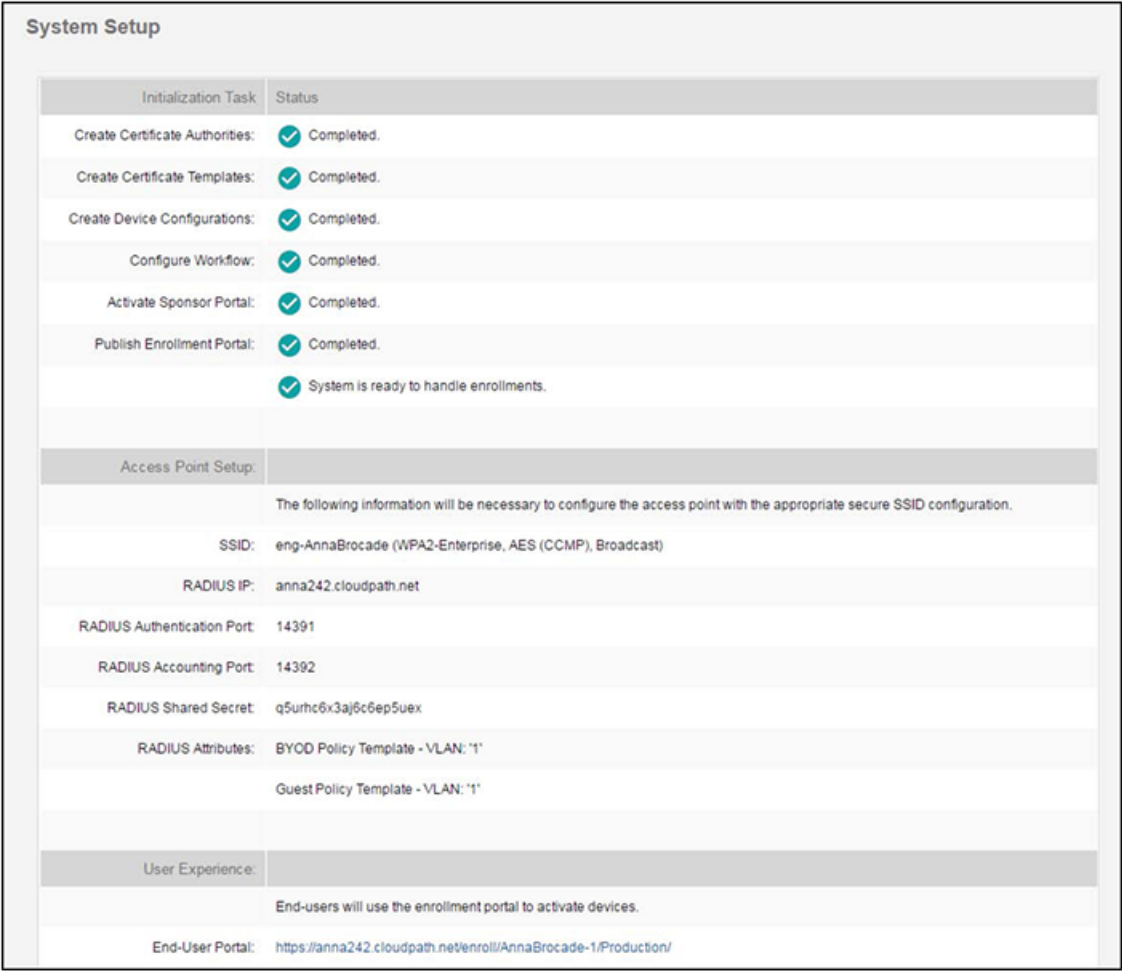 System Setup
Initialization Task Status
Create Certificate Authorities: Completed.
Create Certificate Templates: Completed.
Create Device Configurations: Completed.
Configure Workflow: Completed.
Activate Sponsor Portal: Completed.
Publish Enrollment Portal: Completed.
System is ready to handle enrollments.
Access Point Setup:
The following information will be necessary to configure the access point with the appropriate secure SSID configuration.
SSID: eng-AnnaBrocade (WPA2-Enterprise, AES (CCMP), Broadcast)
RADIUS IP: anna242.cloudpath.net
RADIUS Authentication Port: 14391
RADIUS Accounting Port: 14392
RADIUS Shared Secret: q5urhc6x3aj6c6ep5uex
RADIUS Attributes: BYOD Policy Template - VLAN: '1'
Guest Policy Template - VLAN: '1'
User Experience:
End-users will use the enrollment portal to activate devices.
End-User Portal: https://anna242.cloudpath.net/enroll/AnnaBrocade-1/Production/